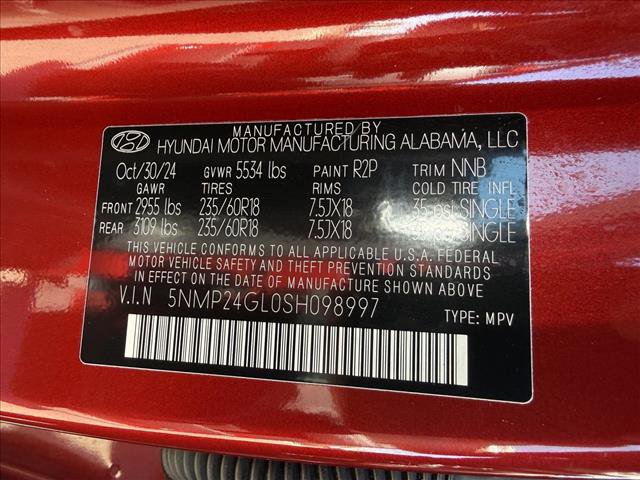 MANUFACTURED BY
HYUNDAI MOTOR MANUFACTURING ALABAMA, LLC
Oct/30/24 GVWR 5534 lbs PAINT R2P TRIM NNB
GAWR TIRES RIMS COLD TIRE INFL
FRONT 2955 lbs 235/60R18 7.5JX18 35 psi SINGLE
REAR 3109 lbs 235/60R18 7.5JX18 psi SINGLE
THIS VEHICLE CONFORMS TO ALL APPLICABLE U.S.A. FEDERAL
MOTOR VEHICLE SAFETY AND THEFT PREVENTION STANDARDS
IN EFFECT ON THE DATE OF MANUFACTURE SHOWN ABOVE.
V.I.N 5NMP24GL0SH098997 TYPE: MPV